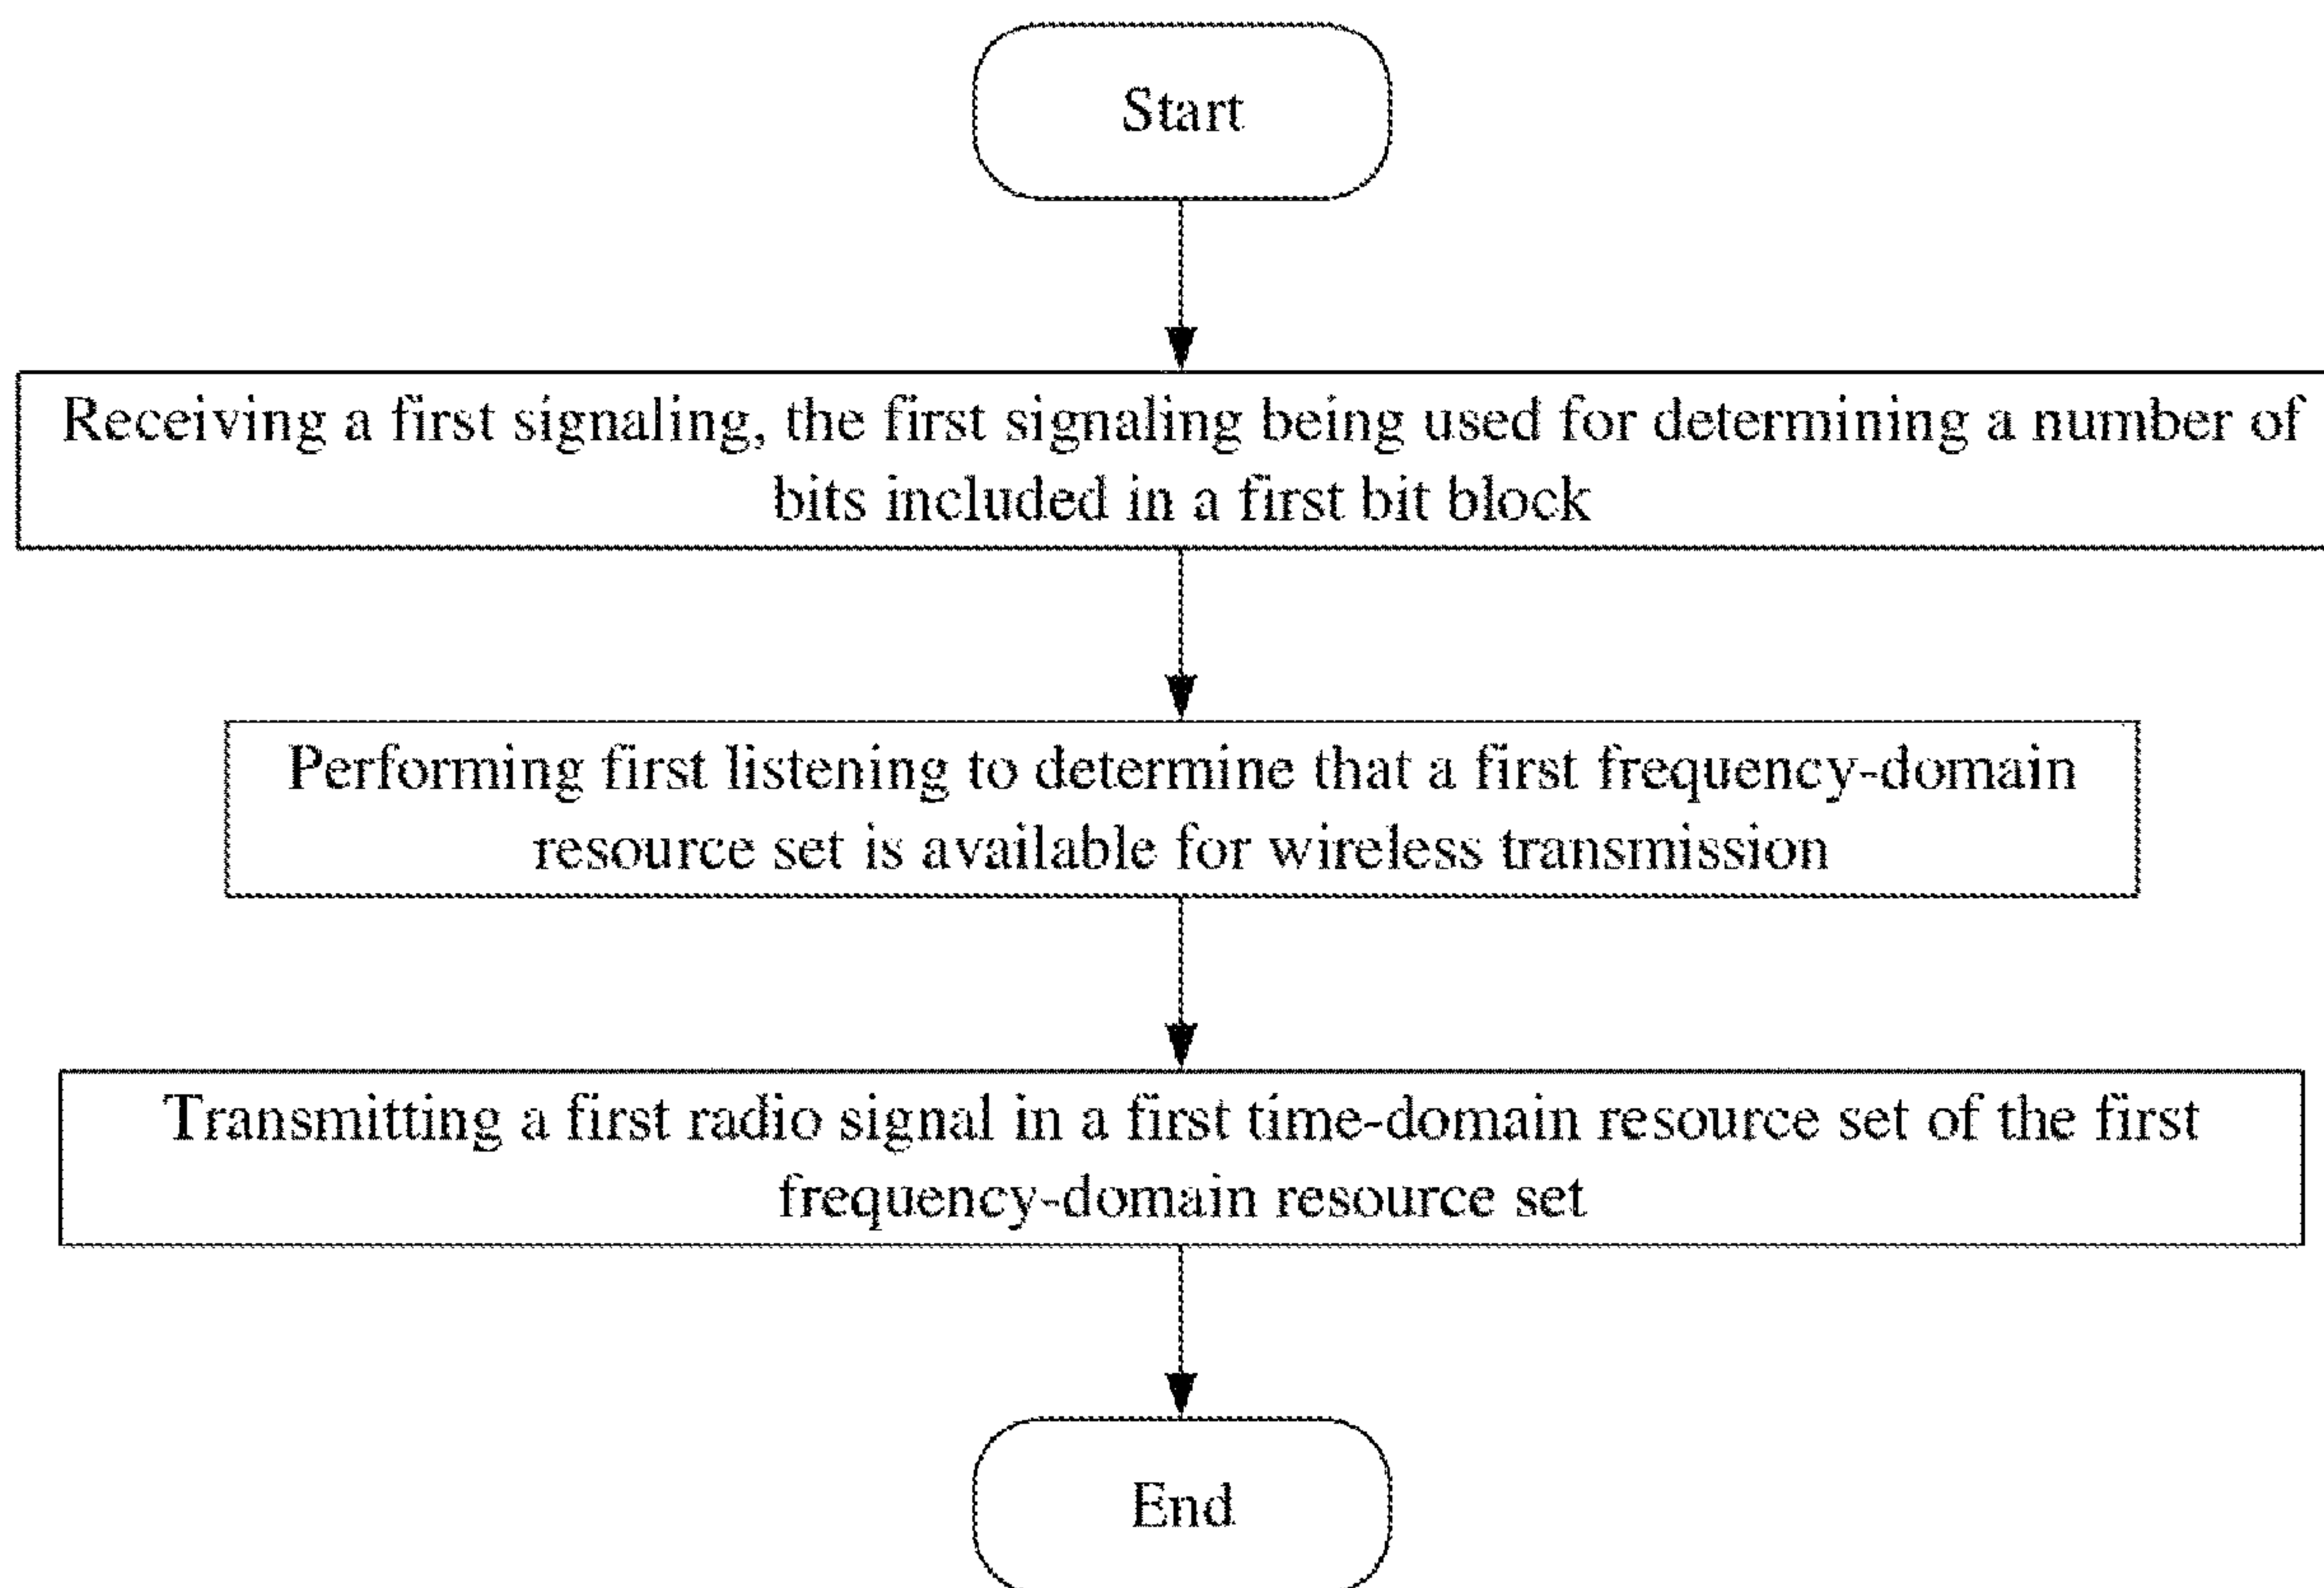 Start
Receiving a first signaling, the first signaling being used for determining a number of
bits included in a first bit block
Performing first listening to determine that a first frequency-domain
resource set is available for wireless transmission
Transmitting a first radio signal in a first time-domain resource set of the first
frequency-domain resource set
End